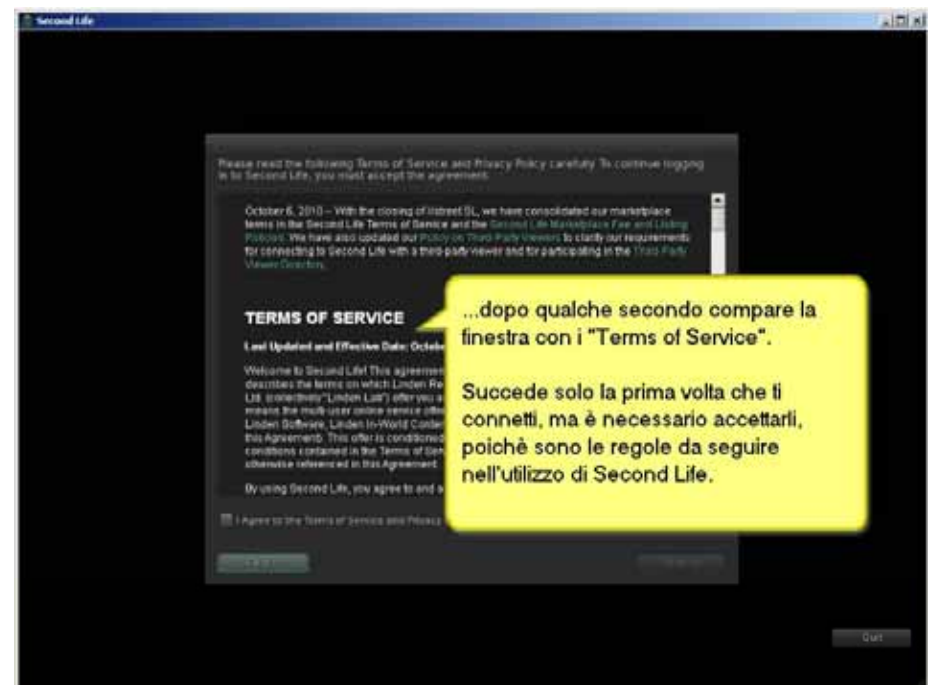 Second Life
Please read the following Terms of Service and Privacy Policy carefully. To continue logging
in to Second Life, you must accept the agreement.
October 6, 2010 – With the closing of Xstreet SL, we have consolidated our marketplace
terms in the Second Life Terms of Service and the Second Life Marketplace Fee and Listing
Policies. We have also updated our Policy on Third-Party Viewers to clarify our requirements
for connecting to Second Life with a third-party viewer and for participating in the Third-Party
Viewer Directory.
TERMS OF SERVICE
Last Updated and Effective Date: Octobe
Welcome to Second Life! This agreemen
describes the terms on which Linden Re
Ltd. (collectively "Linden Lab") offer you a
means the multi-user online service offe
Linden Software, Linden In-World Conten
this Agreement). This offer is conditioned
conditions contained in the Terms of Ser
otherwise referenced in this Agreement.
By using Second Life, you agree to and a
...dopo qualche secondo compare la
finestra con i "Terms of Service".
Succede solo la prima volta che ti
connetti, ma è necessario accettarli,
poichè sono le regole da seguire
nell'utilizzo di Second Life.
I Agree to the Terms of Service and Privacy
Quit